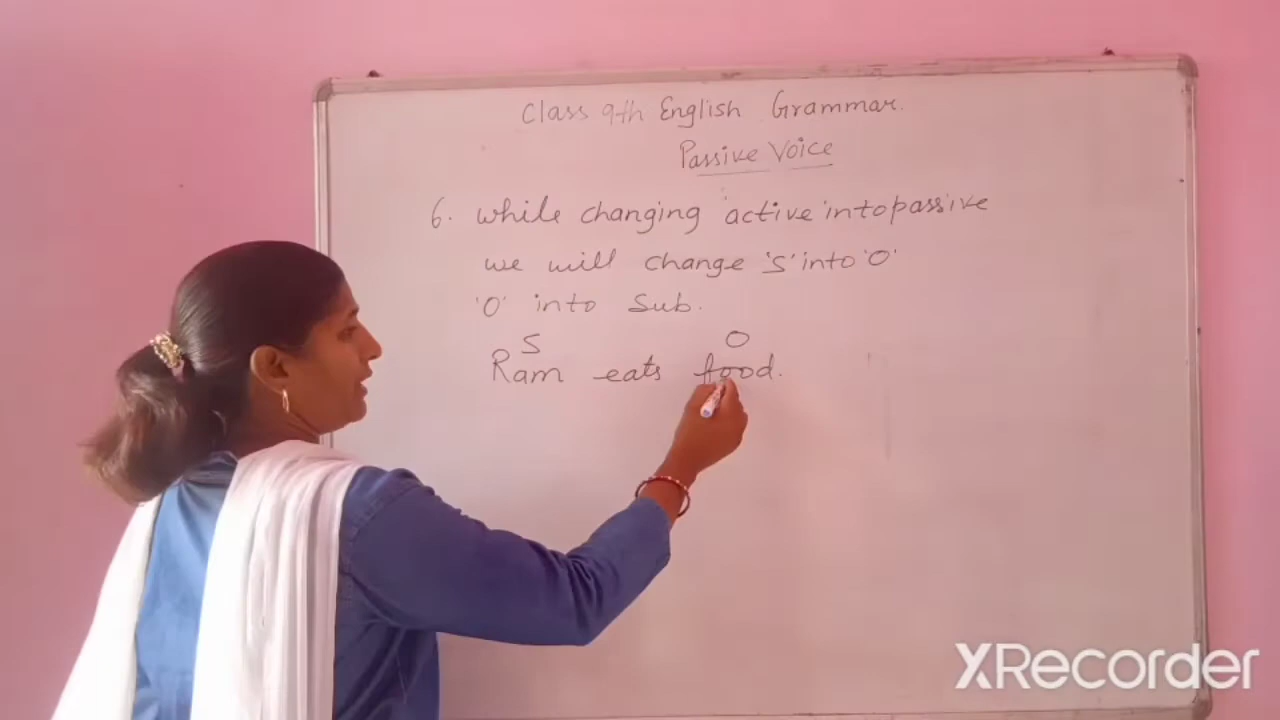 Class 9th English Grammar.
Passive Voice
6. While changing active into passive
we will change 'S' into 'O'
'O' into Sub.
S O
Ram eats food.
XRecorder